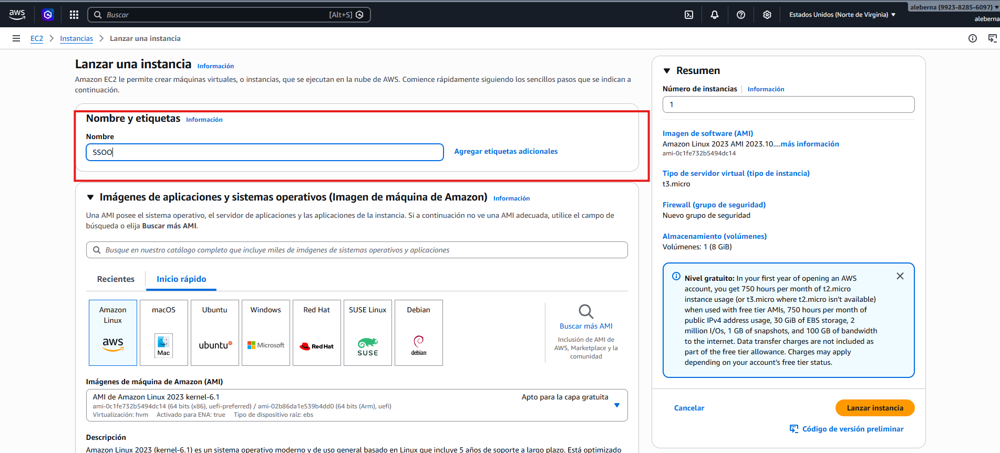 aws
Buscar
[Alt+S]
Estados Unidos (Norte de Virginia)
aleberna (9923-8285-6097)
aleberna
EC2
Instancias
Lanzar una instancia
Lanzar una instancia Información
Amazon EC2 le permite crear máquinas virtuales, o instancias, que se ejecutan en la nube de AWS. Comience rápidamente siguiendo los sencillos pasos que se indican a
continuación.
Nombre y etiquetas Información
Nombre
SSOO
Agregar etiquetas adicionales
Imágenes de aplicaciones y sistemas operativos (Imagen de máquina de Amazon) Información
Una AMI posee el sistema operativo, el servidor de aplicaciones y las aplicaciones de la instancia. Si a continuación no ve una AMI adecuada, utilice el campo de
búsqueda o elija Buscar más AMI.
Busque en nuestro catálogo completo que incluye miles de imágenes de sistemas operativos y aplicaciones
Recientes
Inicio rápido
Amazon
Linux
aws
macOS
Mac
Ubuntu
ubuntu
Windows
Microsoft
Red Hat
Red Hat
SUSE Linux
SUSE
Debian
debian
Buscar más AMI
Inclusión de AMI de
AWS, Marketplace y la
comunidad
Imágenes de máquina de Amazon (AMI)
AMI de Amazon Linux 2023 kernel-6.1
Apto para la capa gratuita
ami-0c1fe732b5494dc14 (64 bits (x86), uefi-preferred) / ami-02b86da1e539b4dd0 (64 bits (Arm), uefi)
Virtualización: hvm Activado para ENA: true Tipo de dispositivo raíz: ebs
Descripción
Amazon Linux 2023 (kernel-6.1) es un sistema operativo moderno y de uso general basado en Linux que incluye 5 años de soporte a largo plazo. Está optimizado
Resumen
Número de instancias Información
1
Imagen de software (AMI)
Amazon Linux 2023 AMI 2023.10....más información
ami-0c1fe732b5494dc14
Tipo de servidor virtual (tipo de instancia)
t3.micro
Firewall (grupo de seguridad)
Nuevo grupo de seguridad
Almacenamiento (volúmenes)
Volúmenes: 1 (8 GiB)
Nivel gratuito: In your first year of opening an AWS
account, you get 750 hours per month of t2.micro
instance usage (or t3.micro where t2.micro isn't available)
when used with free tier AMIs, 750 hours per month of
public IPv4 address usage, 30 GiB of EBS storage, 2
million I/Os, 1 GB of snapshots, and 100 GB of bandwidth
to the internet. Data transfer charges are not included as
part of the free tier allowance. Charges may apply
depending on your account's free tier status.
Cancelar
Lanzar instancia
Código de versión preliminar